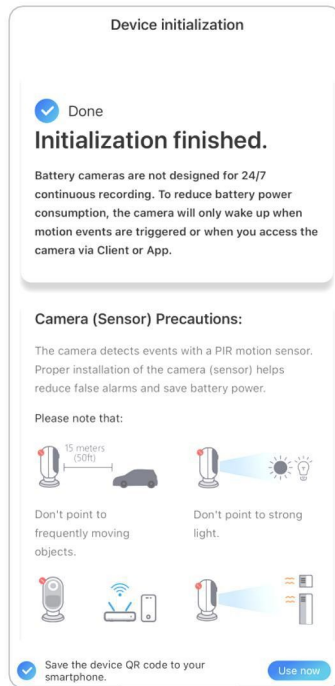 Device initialization
Done
Initialization finished.
Battery cameras are not designed for 24/7
continuous recording. To reduce battery power
consumption, the camera will only wake up when
motion events are triggered or when you access the
camera via Client or App.
Camera (Sensor) Precautions:
The camera detects events with a PIR motion sensor.
Proper installation of the camera (sensor) helps
reduce false alarms and save battery power.
Please note that:
15 meters
(50ft)
Don't point to
frequently moving
objects.
Don't point to strong
light.
Save the device QR code to your
smartphone.
Use now